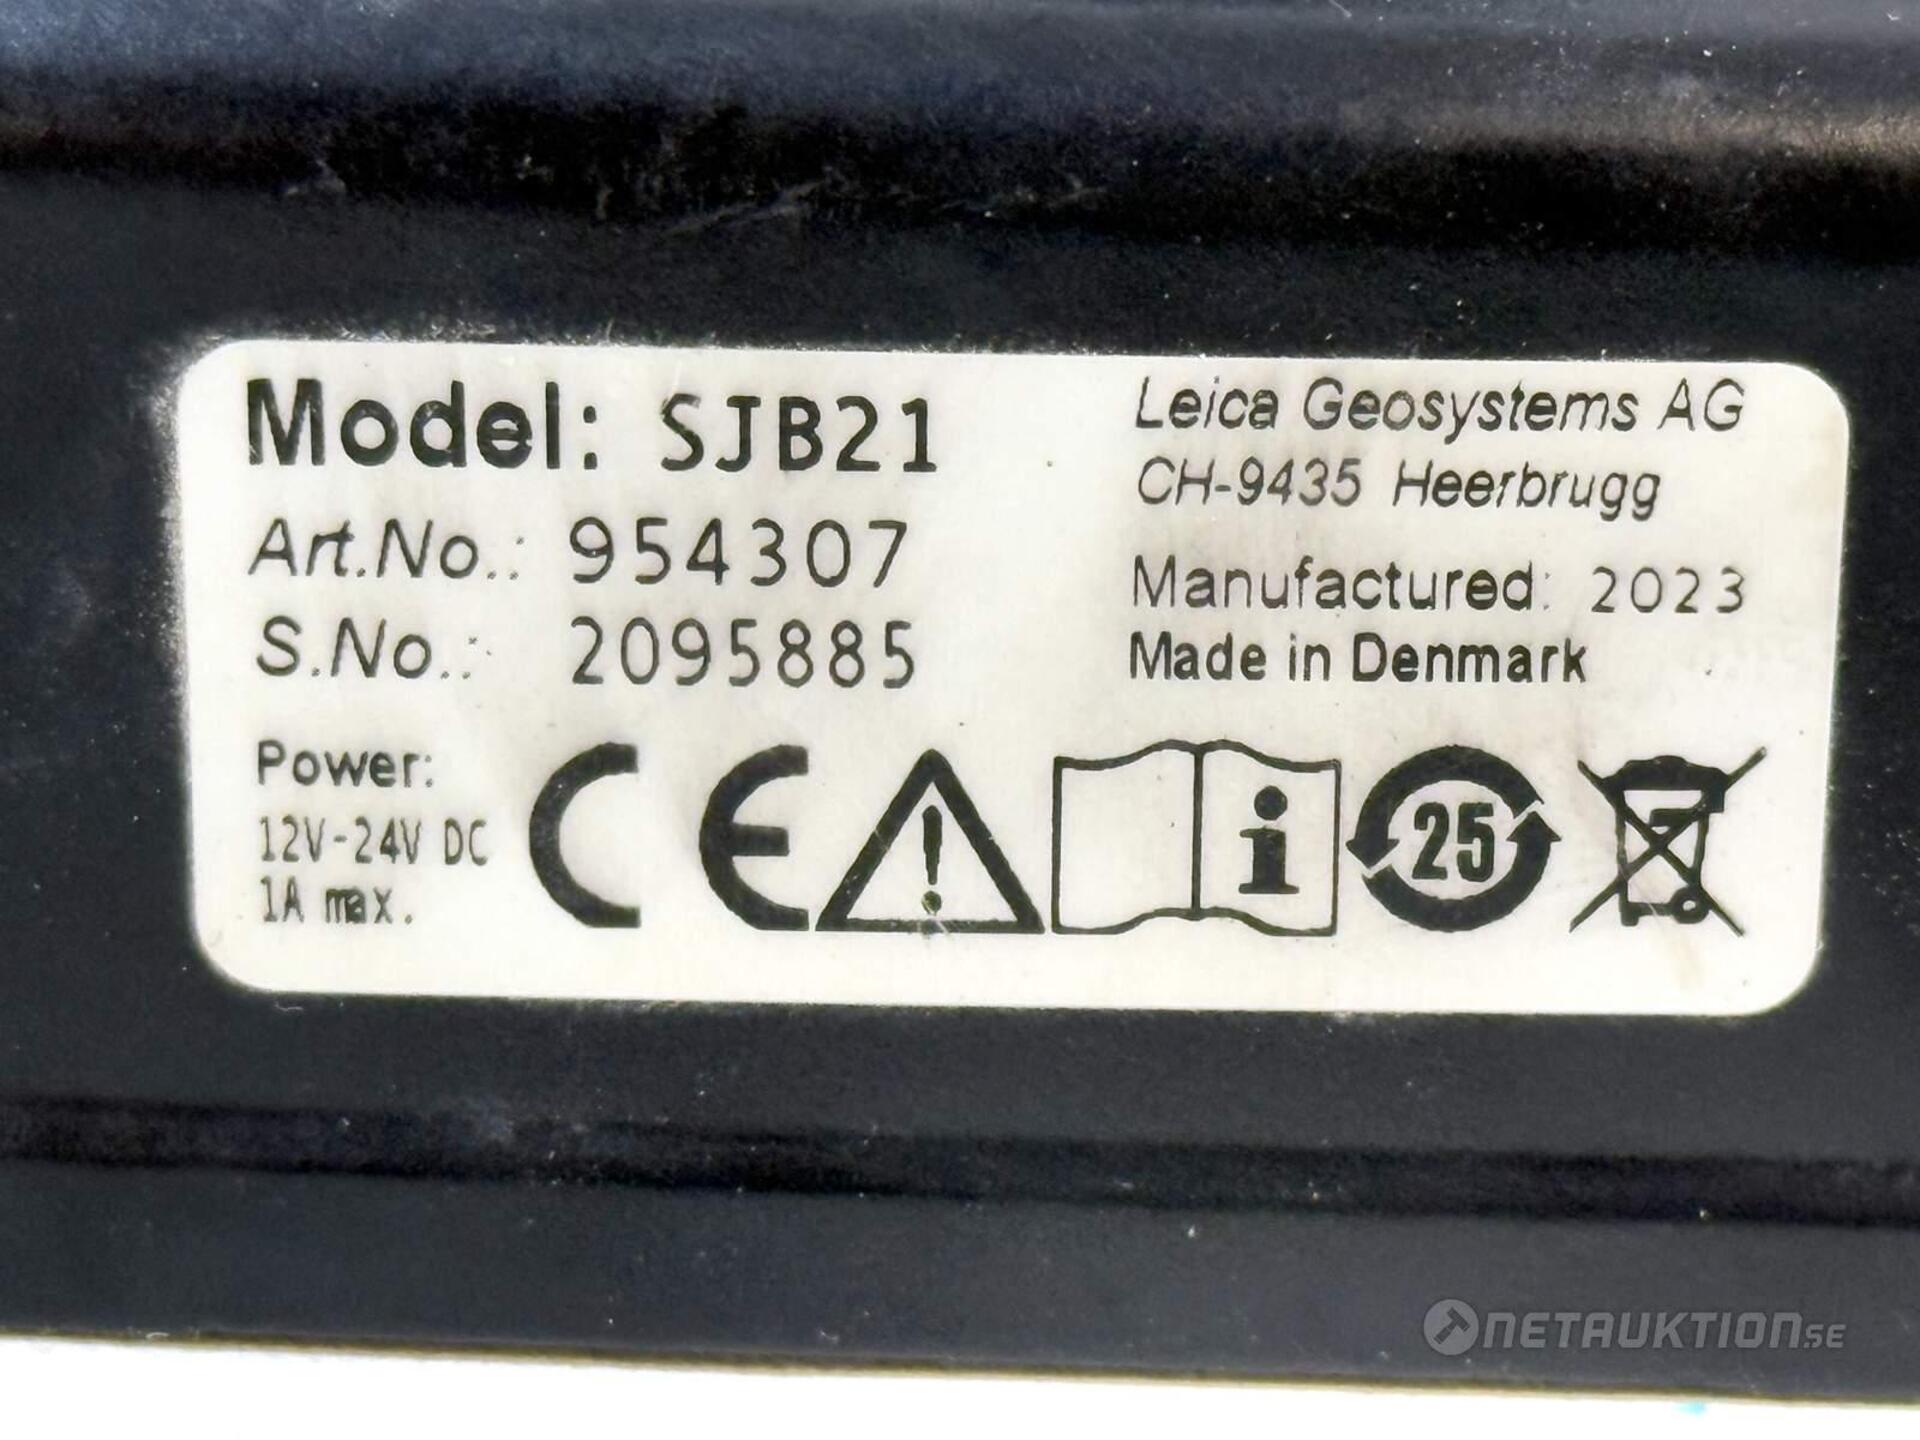 Model: SJB21
Art.No.: 954307
S.No.: 2095885
Leica Geosystems AG
CH-9435 Heerbrugg
Manufactured: 2023
Made in Denmark
Power:
12V-24V DC
1A max.
CE
!
i
25
NETAUKTION.SE